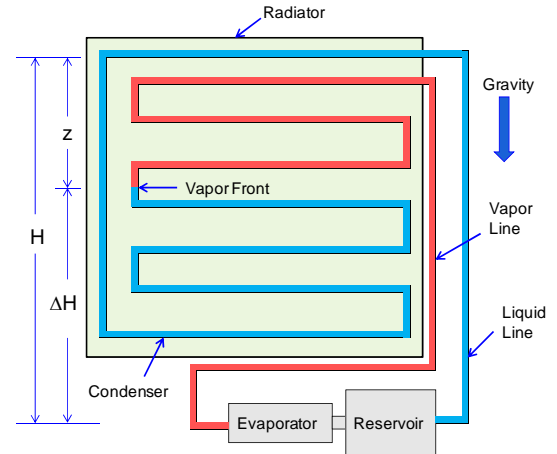 Radiator
Gravity
z
Vapor Front
H
Vapor
Line
ΔH
Liquid
Line
Condenser
Evaporator
Reservoir